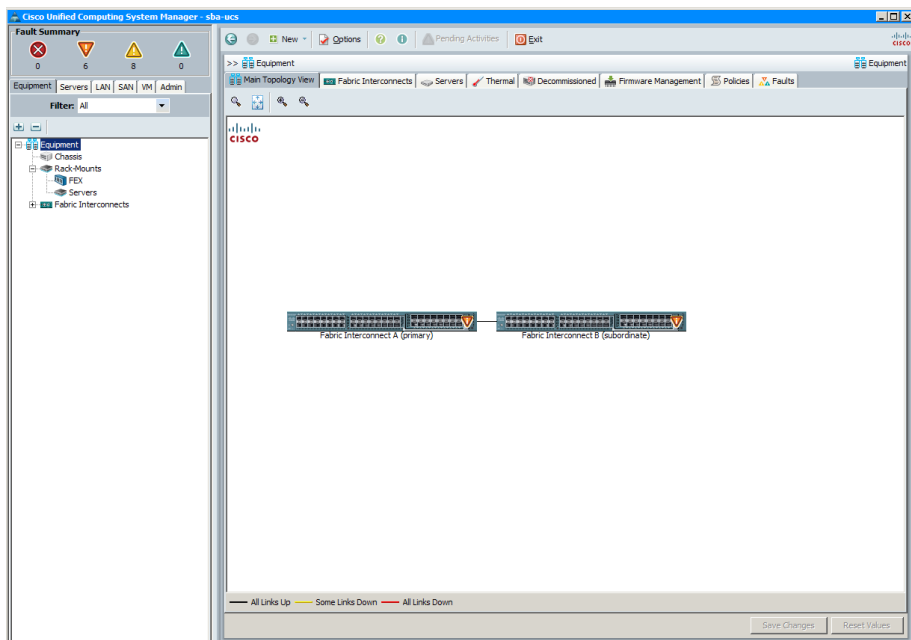 Cisco Unified Computing System Manager - sba-ucs
Fault Summary
0 6 8 0
Equipment Servers LAN SAN VM Admin
Filter: All
Equipment
Chassis
Rack-Mounts
FEX
Servers
Fabric Interconnects
New Options Pending Activities Exit
CISCO
>> Equipment Equipment
Main Topology View Fabric Interconnects Servers Thermal Decommissioned Firmware Management Policies Faults
CISCO
Fabric Interconnect A (primary) Fabric Interconnect B (subordinate)
All Links Up Some Links Down All Links Down
Save Changes Reset Values